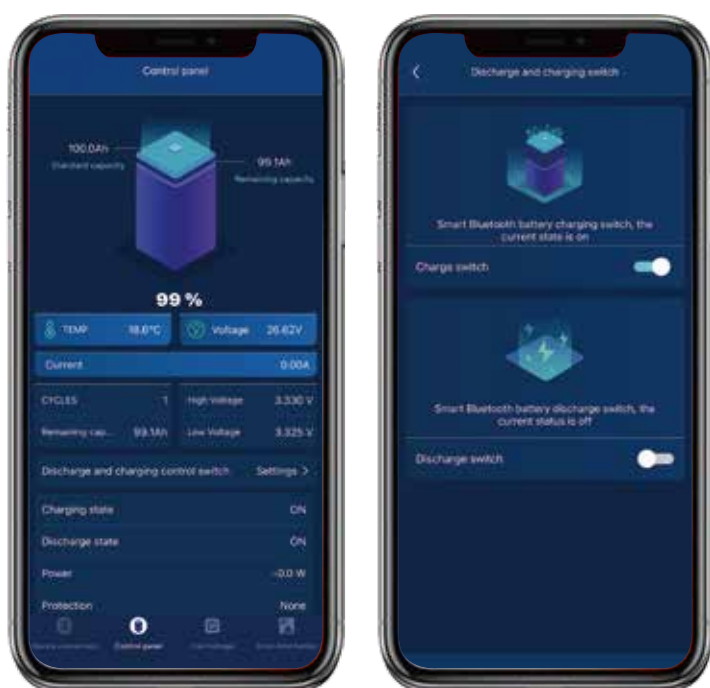 Control panel
100.0Ah
Standard capacity
99.1Ah
Remaining capacity
99 %
TEMP 18.6°C
Voltage 26.62V
Current 0.00A
CYCLES 1
High Voltage 3.330 V
Remaining cap... 99.1Ah
Low Voltage 3.325 V
Discharge and charging control switch Settings >
Charging state ON
Discharge state ON
Power -0.0 W
Protection None
Control panel
Discharge and charging switch
Smart Bluetooth battery charging switch, the
current state is on
Charge switch
Smart Bluetooth battery discharge switch, the
current status is off
Discharge switch